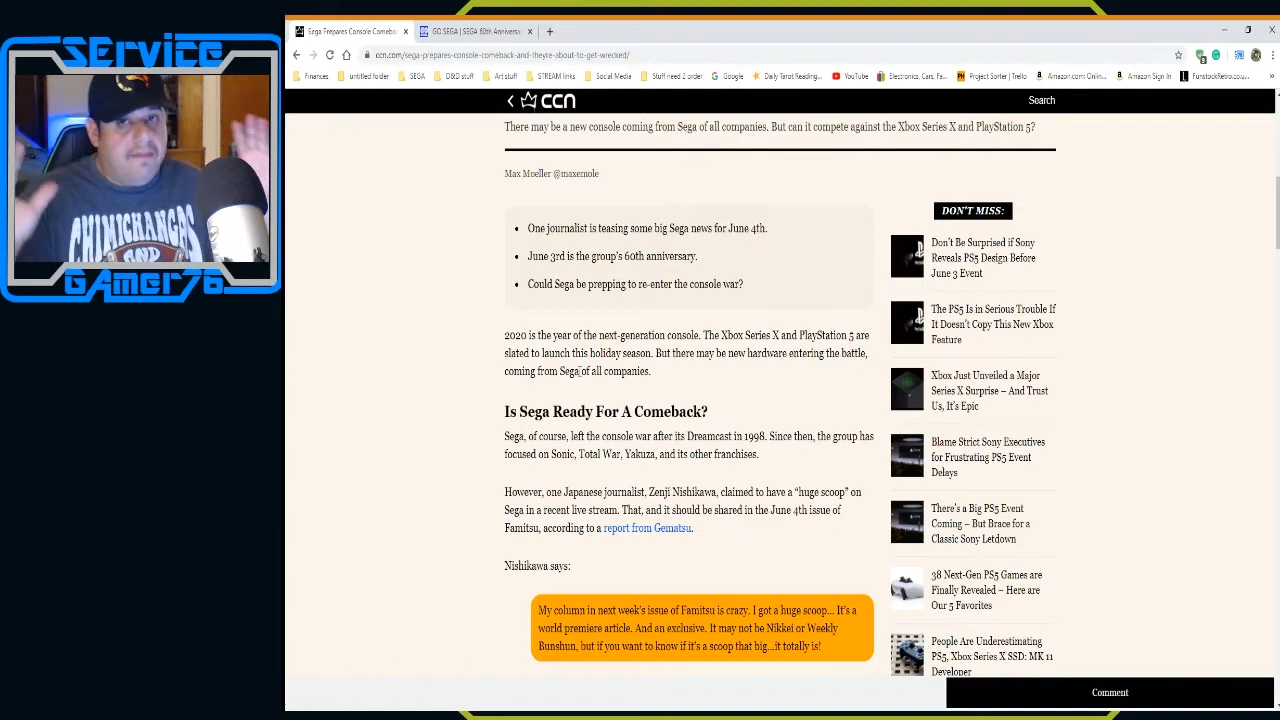 SErvice
GAmer76
CHIMICHANGAS
AND
Sega Prepares Console Comeba
GO SEGA | SEGA 60th Anniversa
ccn.com/sega-prepares-console-comeback-and-theyre-about-to-get-wrecked/
Finances
untitled folder
SEGA
D&D stuff
Art stuff
STREAM links
Social Media
Stuff need 2 order
Google
Daily Tarot Reading...
YouTube
Electronics, Cars, Fa...
Project Sorter | Trello
Amazon.com: Onlin...
Amazon Sign In
FunstockRetro.co.u...
ccn
Search
There may be a new console coming from Sega of all companies. But can it compete against the Xbox Series X and PlayStation 5?
Max Moeller @maxemole
One journalist is teasing some big Sega news for June 4th.
June 3rd is the group's 60th anniversary.
Could Sega be prepping to re-enter the console war?
2020 is the year of the next-generation console. The Xbox Series X and PlayStation 5 are
slated to launch this holiday season. But there may be new hardware entering the battle,
coming from Sega of all companies.
Is Sega Ready For A Comeback?
Sega, of course, left the console war after its Dreamcast in 1998. Since then, the group has
focused on Sonic, Total War, Yakuza, and its other franchises.
However, one Japanese journalist, Zenji Nishikawa, claimed to have a “huge scoop” on
Sega in a recent live stream. That, and it should be shared in the June 4th issue of
Famitsu, according to a report from Gematsu.
Nishikawa says:
My column in next week's issue of Famitsu is crazy. I got a huge scoop... It's a
world premiere article. And an exclusive. It may not be Nikkei or Weekly
Bunshun, but if you want to know if it's a scoop that big...it totally is!
DON'T MISS:
Don't Be Surprised if Sony
Reveals PS5 Design Before
June 3 Event
The PS5 Is in Serious Trouble If
It Doesn't Copy This New Xbox
Feature
Xbox Just Unveiled a Major
Series X Surprise – And Trust
Us, It's Epic
Blame Strict Sony Executives
for Frustrating PS5 Event
Delays
There's a Big PS5 Event
Coming – But Brace for a
Classic Sony Letdown
38 Next-Gen PS5 Games are
Finally Revealed – Here are
Our 5 Favorites
People Are Underestimating
PS5, Xbox Series X SSD: MK 11
Developer
Comment